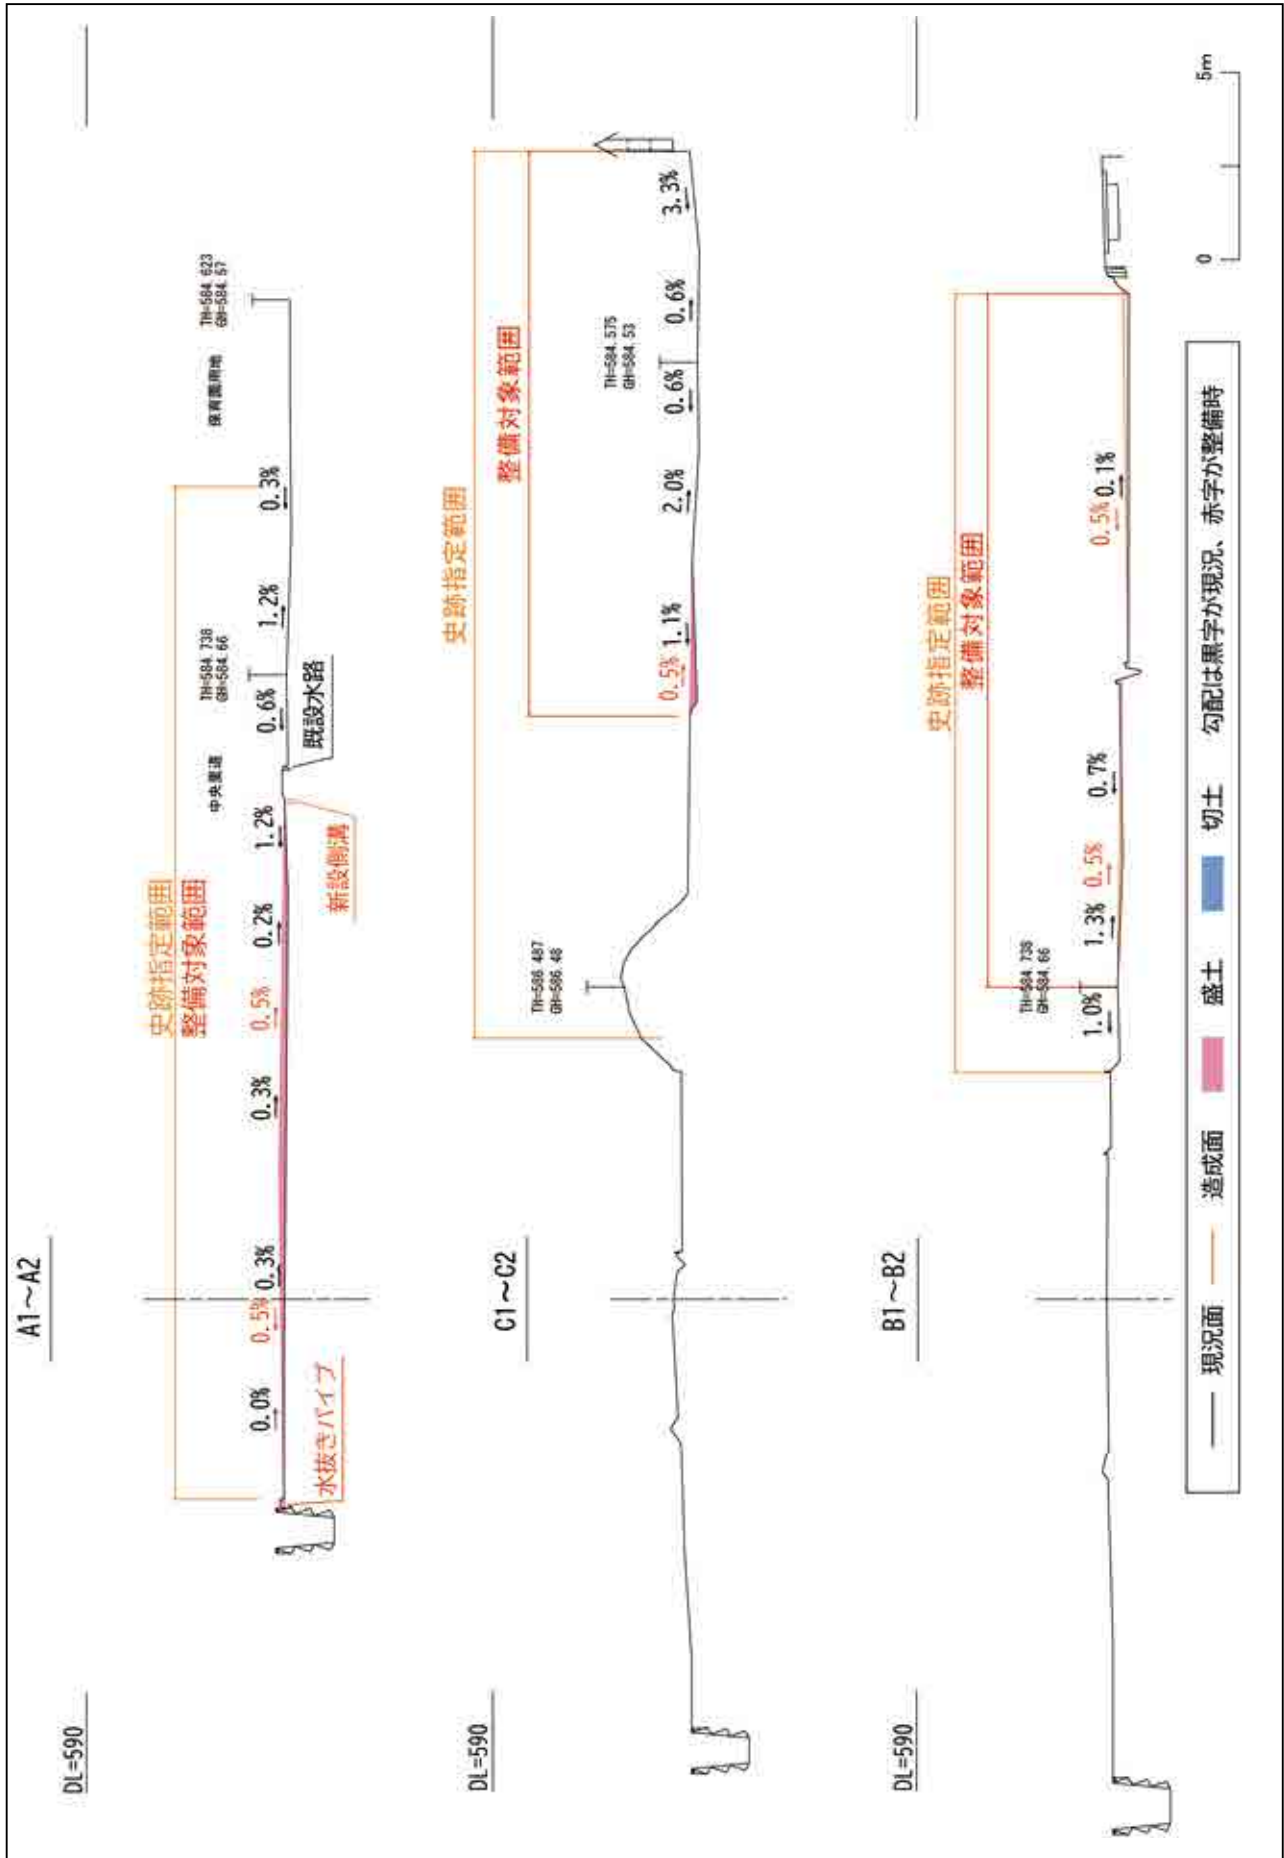 A1～A2
DL=590
史跡指定範囲
整備対象範囲
水抜きパイプ
0.0%
0.5%
0.3%
0.3%
0.5%
0.2%
1.2%
新設側溝
中央園道
既設水路
0.6%
TH=584.738
GH=584.66
1.2%
0.3%
保育園用地
TH=584.623
GH=584.57
C1～C2
DL=590
史跡指定範囲
整備対象範囲
TH=586.487
GH=586.48
0.5%
1.1%
2.0%
0.6%
TH=584.575
GH=584.53
0.6%
3.3%
B1～B2
DL=590
史跡指定範囲
整備対象範囲
1.0%
TH=584.738
GH=584.66
1.3%
0.5%
0.7%
0.5%
0.1%
現況面
造成面
盛土
切土
勾配は黒字が現況、赤字が整備時
0
5m